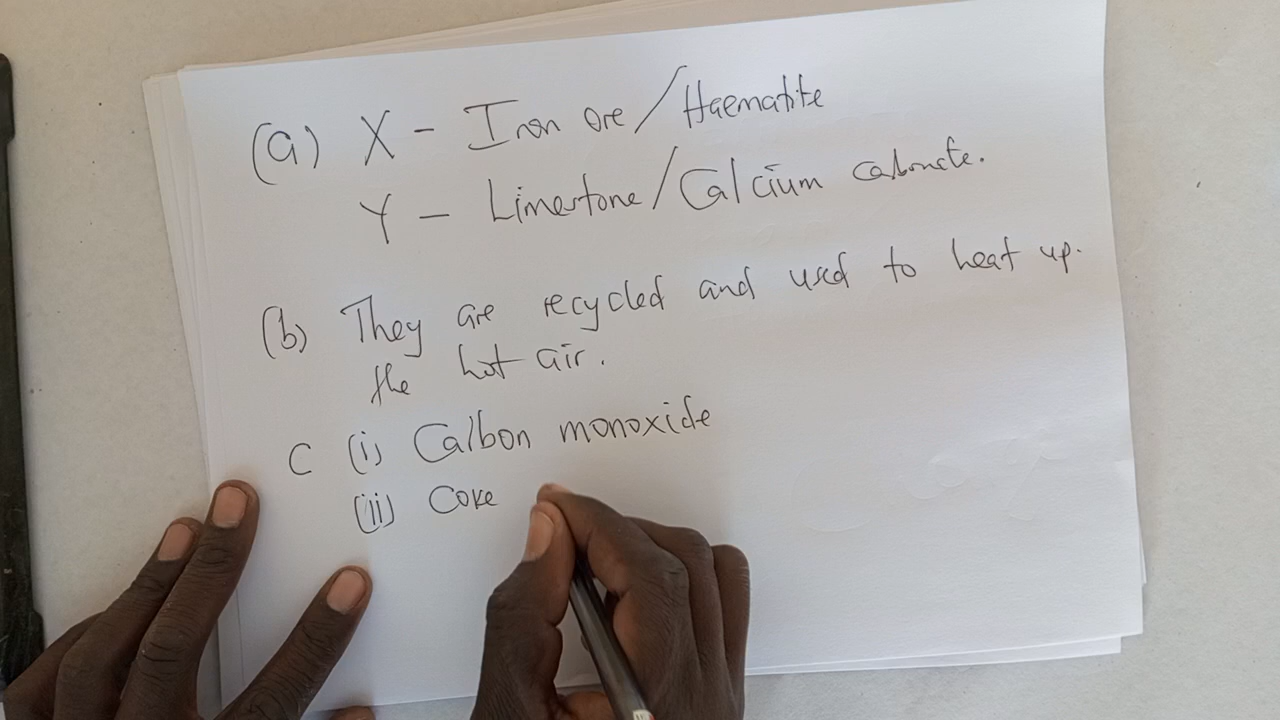 (a) X - Iron ore/Haematite
Y - Limestone/Calcium cabonate.
(b) They are recycled and used to heat up.
the hot air.
C (i) Calbon monoxide
(ii) Coke